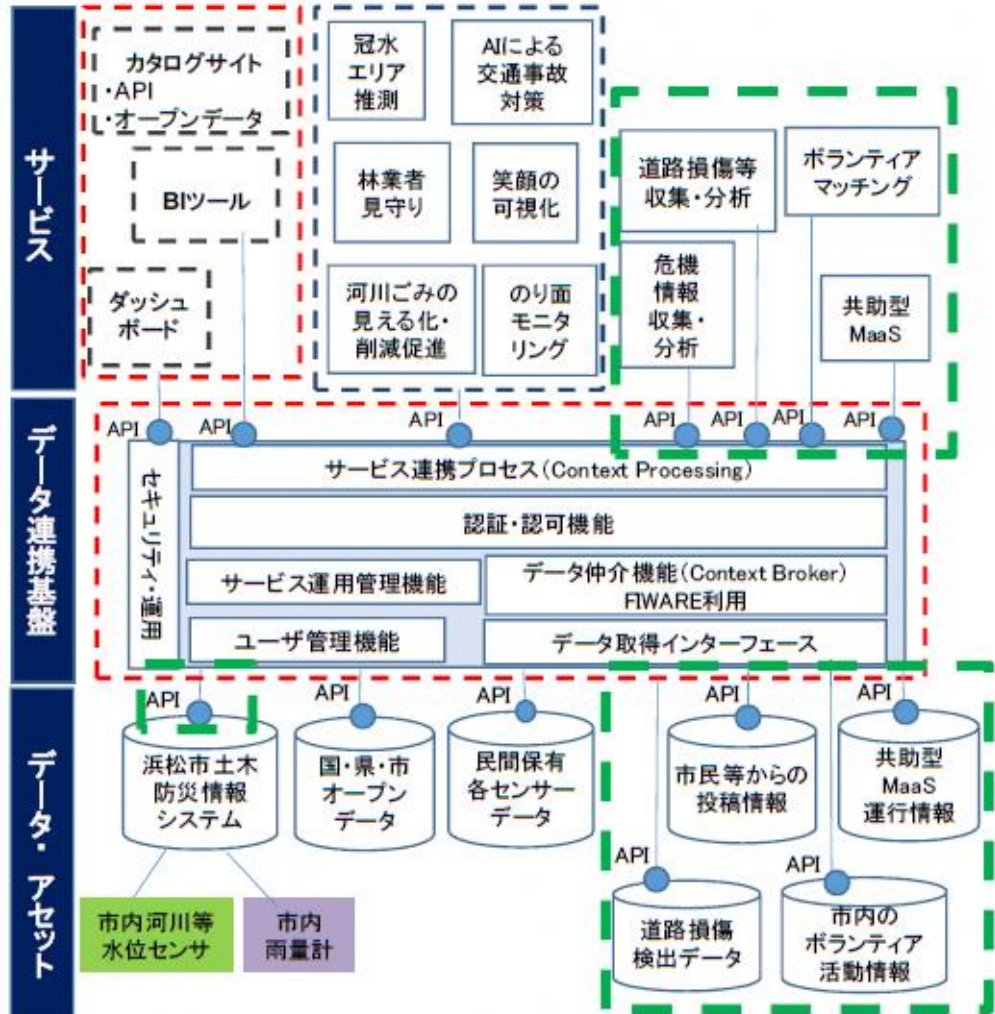 サービス
カタログサイト
・API
・オープンデータ
BIツール
ダッシュ
ボード
冠水
エリア
推測
AIによる
交通事故
対策
林業者
見守り
笑顔の
可視化
河川ごみの
見える化・
削減促進
のり面
モニタ
リング
道路損傷等
収集・分析
ボランティア
マッチング
危機
情報
収集・
分析
共助型
MaaS
データ連携基盤
API
API
API
API
API
API
API
セキュリティ・運用
サービス連携プロセス(Context Processing)
認証・認可機能
サービス運用管理機能
データ仲介機能(Context Broker)
FIWARE利用
ユーザ管理機能
データ取得インターフェース
データ・アセット
API
API
API
API
API
浜松市土木
防災情報
システム
国・県・市
オープン
データ
民間保有
各センサー
データ
市民等からの
投稿情報
共助型
MaaS
運行情報
API
API
市内河川等
水位センサ
市内
雨量計
道路損傷
検出データ
市内の
ボランティア
活動情報